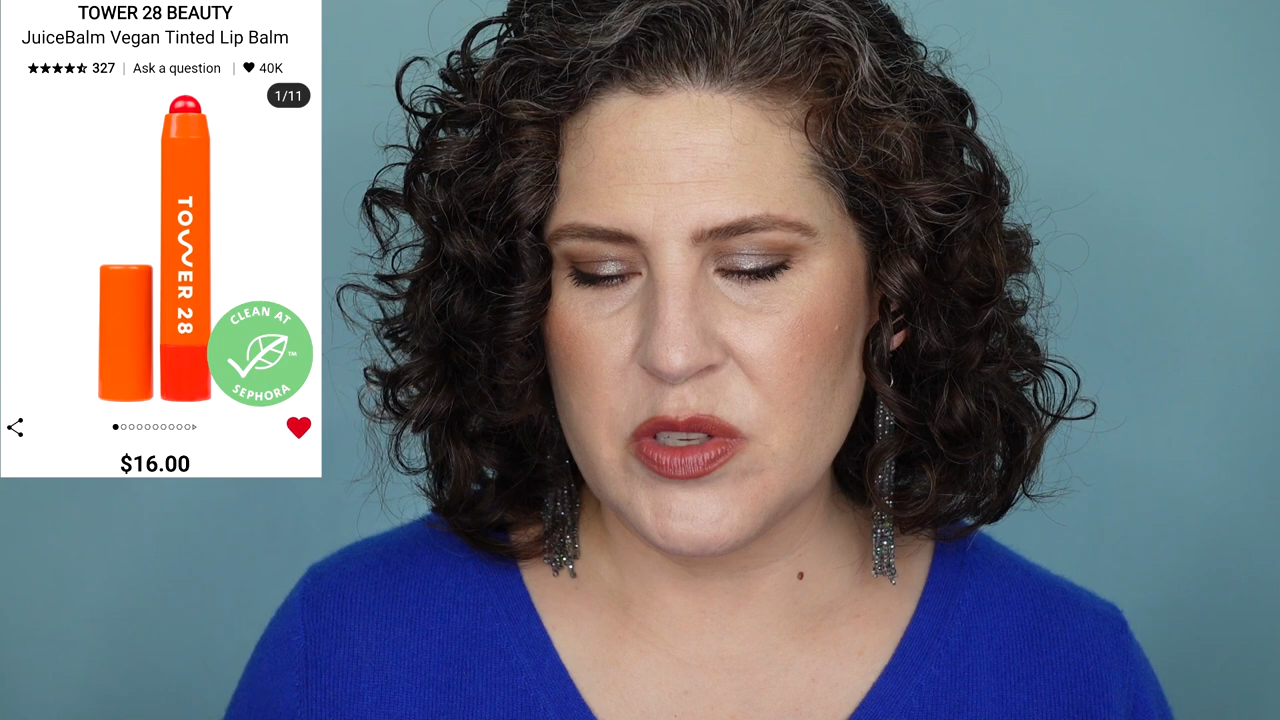 TOWER 28 BEAUTY
JuiceBalm Vegan Tinted Lip Balm
327 | Ask a question | 40K
1/11
TOWER 28
CLEAN AT
SEPHORA
TM
$16.00